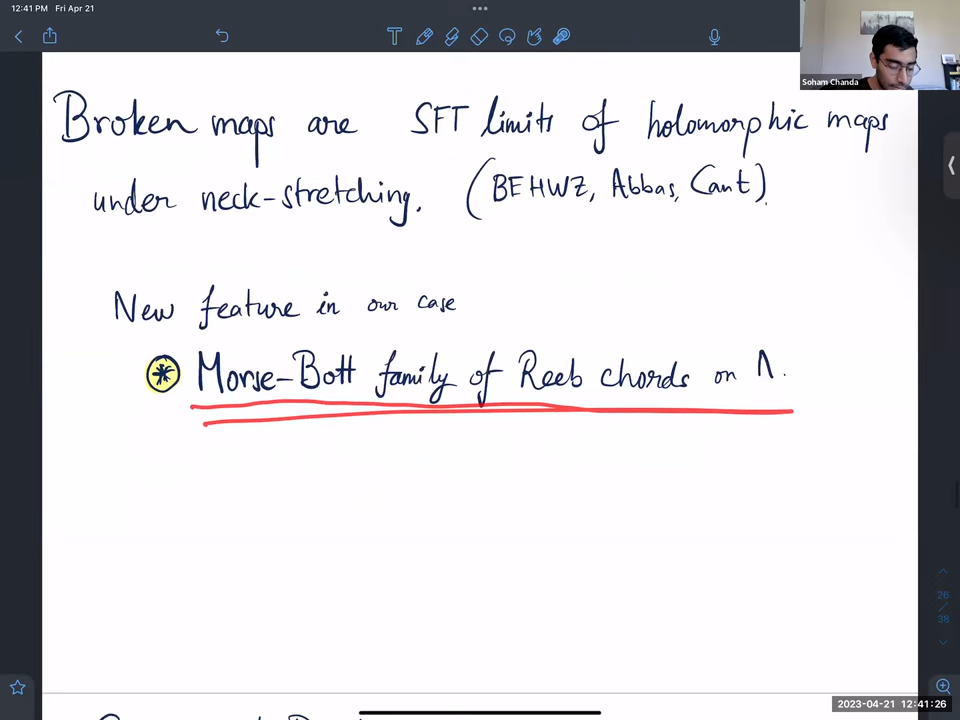 12:41 PM Fri Apr 21
Soham Chanda
Broken maps are SFT limits of holomorphic maps
under neck-stretching. (BEHWZ, Abbas, Cant).
New feature in our case
* Morse-Bott family of Reeb chords on Λ.
26
/
38
2023-04-21 12:41:26